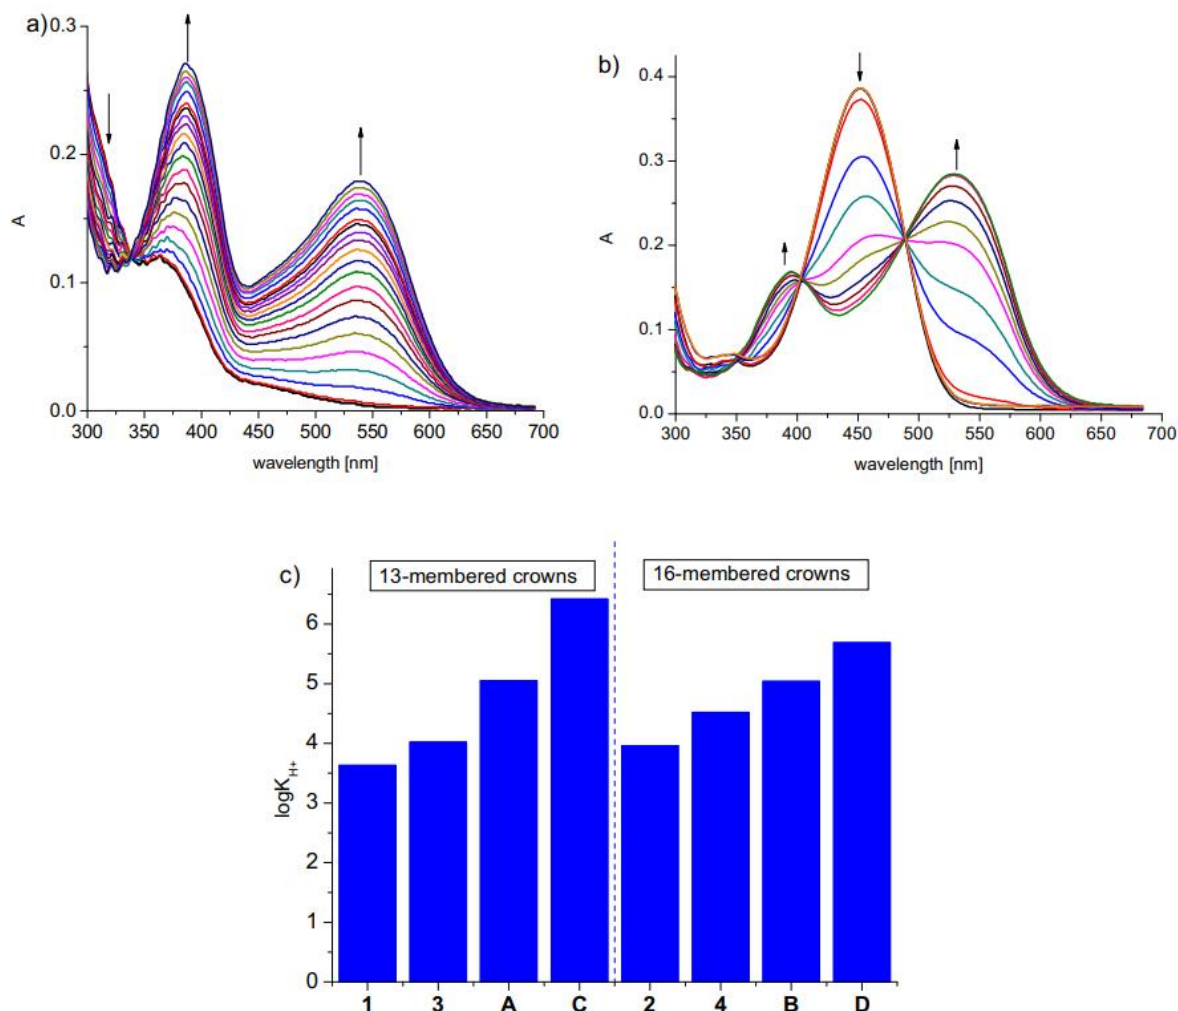 a)
0.3
0.2
0.1
0.0
A
300 350 400 450 500 550 600 650 700
wavelength [nm]
b)
0.4
0.3
0.2
0.1
0.0
A
300 350 400 450 500 550 600 650 700
wavelength [nm]
c)
13-membered crowns
16-membered crowns
6
5
4
3
2
1
0
logK_H+
1 3 A C 2 4 B D